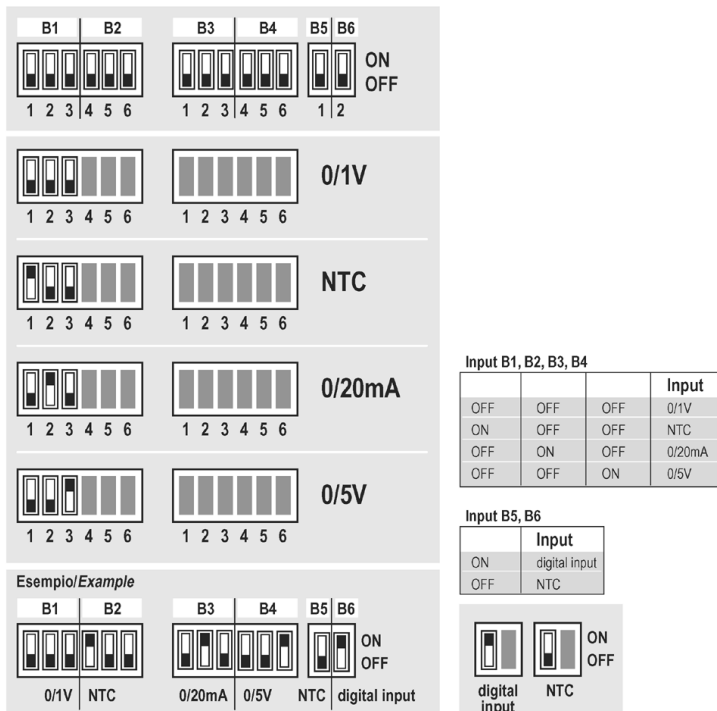 B1 B2 B3 B4 B5 B6
ON
OFF
1 2 3 4 5 6 1 2 3 4 5 6 1 2
0/1V
1 2 3 4 5 6 1 2 3 4 5 6
NTC
1 2 3 4 5 6 1 2 3 4 5 6
0/20mA
1 2 3 4 5 6 1 2 3 4 5 6
0/5V
1 2 3 4 5 6 1 2 3 4 5 6
Esempio/Example
B1 B2 B3 B4 B5 B6
ON
OFF
0/1V NTC 0/20mA 0/5V NTC digital input
Input B1, B2, B3, B4
Input
OFF OFF OFF 0/1V
ON OFF OFF NTC
OFF ON OFF 0/20mA
OFF OFF ON 0/5V
Input B5, B6
Input
ON digital input
OFF NTC
ON
OFF
digital input
NTC